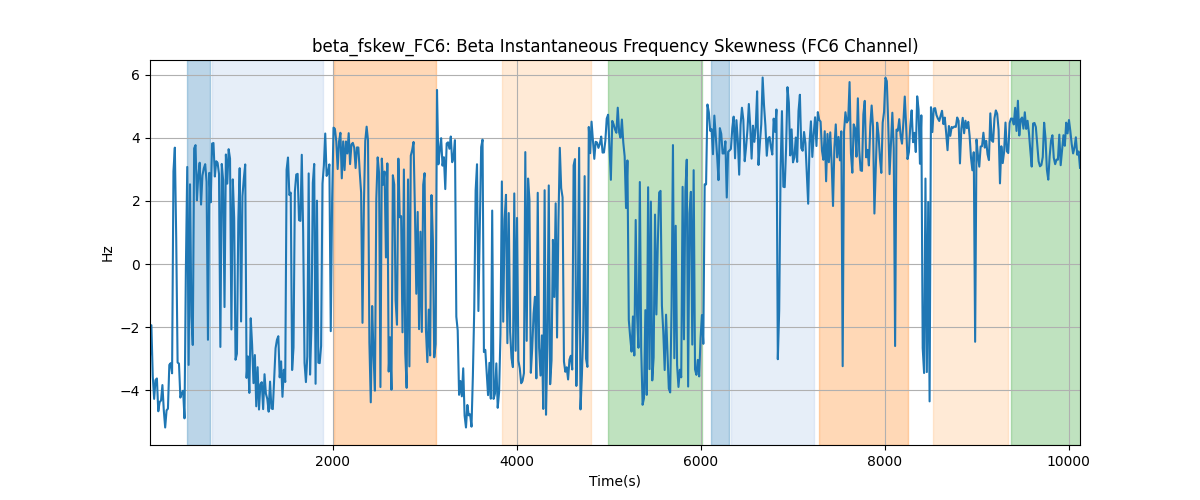 beta_fskew_FC6: Beta Instantaneous Frequency Skewness (FC6 Channel)
6
4
2
0
−2
−4
Hz
2000 4000 6000 8000 10000
Time(s)